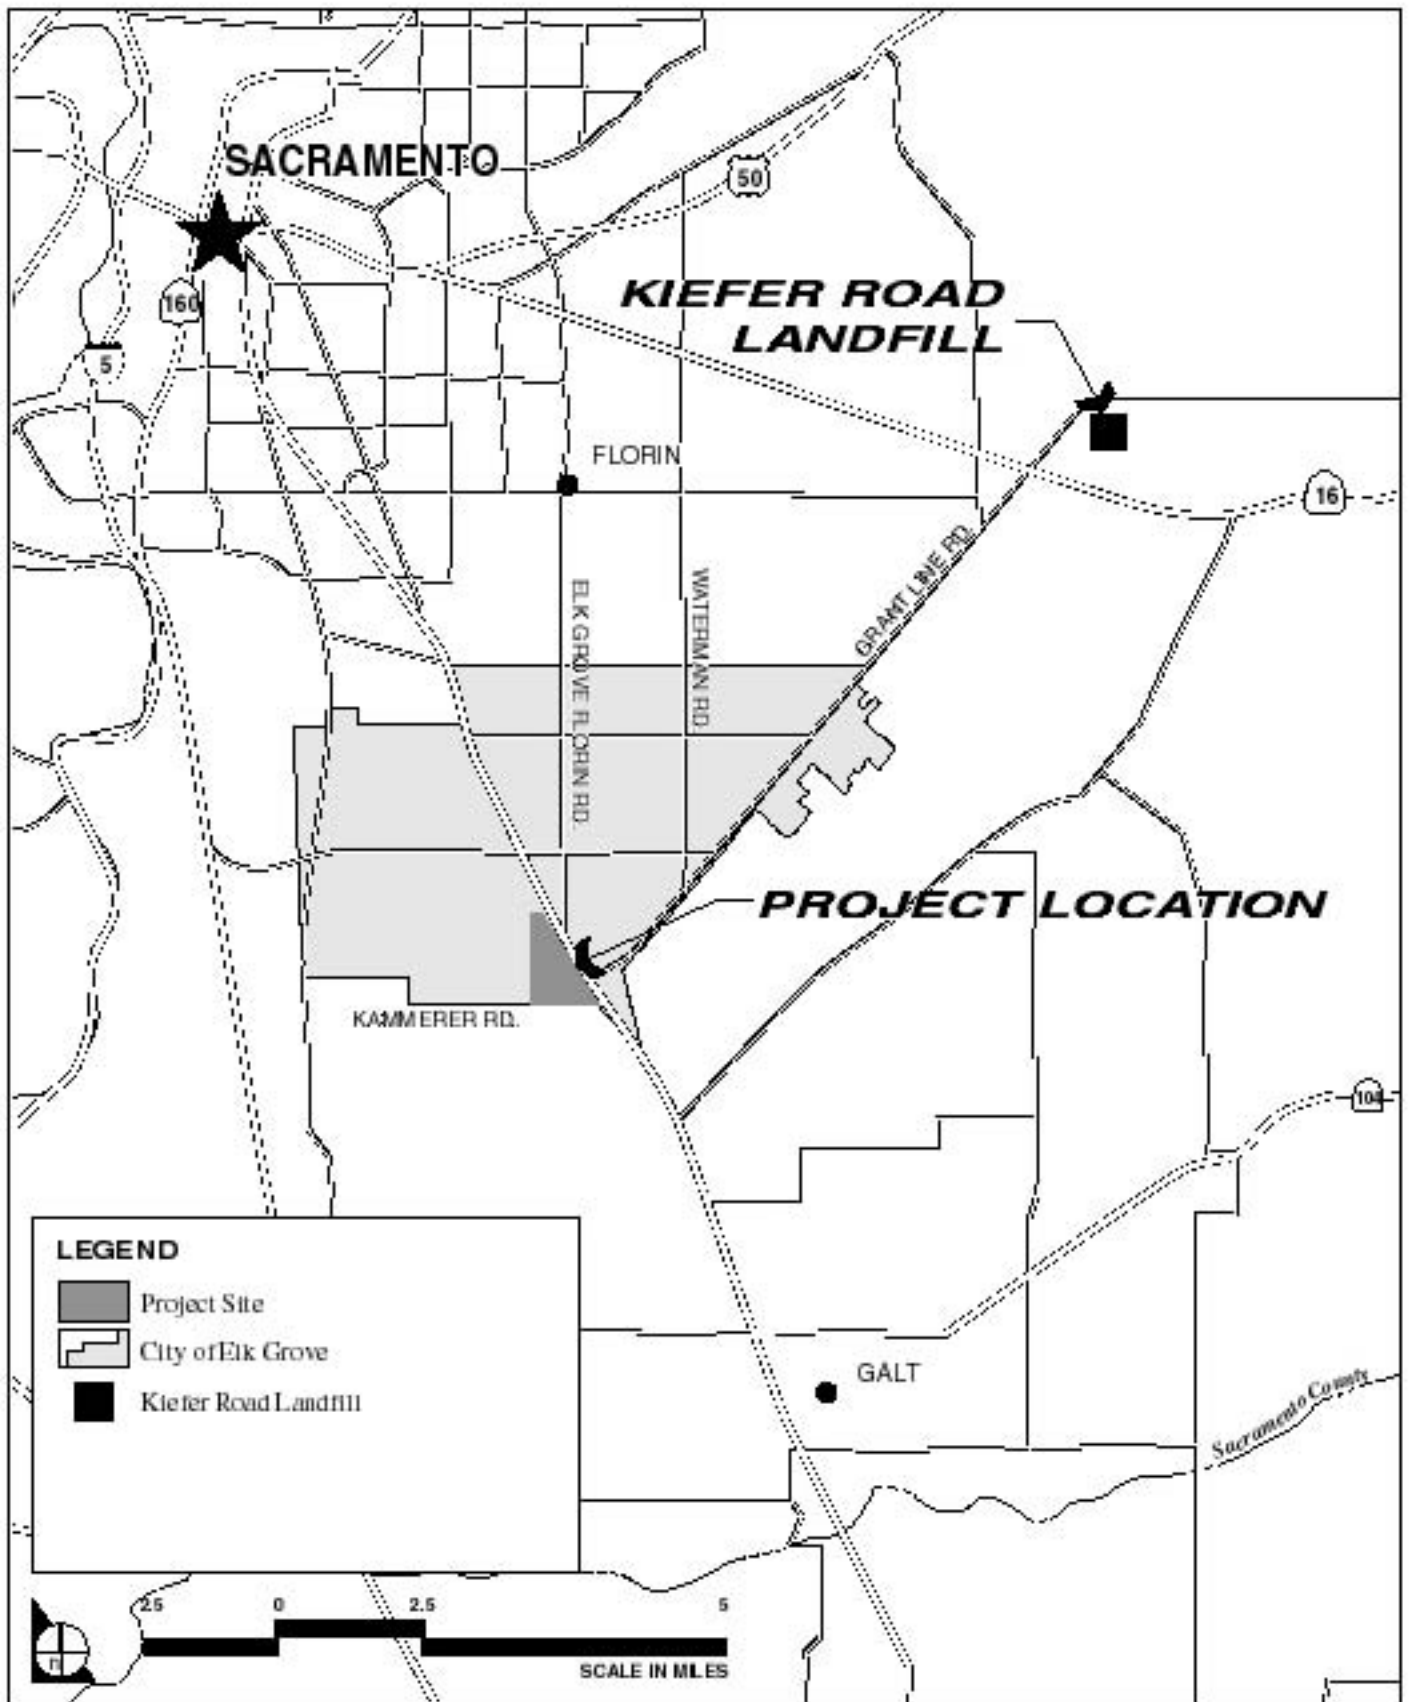 SACRAMENTO
50
160
5
KIEFER ROAD
LANDFILL
FLORIN
16
GRANT LINE RD.
ELK GROVE FLORIN RD.
WATERMAN RD.
PROJECT LOCATION
KAMMERER RD.
104
LEGEND
Project Site
City of Elk Grove
Kiefer Road Landfill
GALT
Sacramento County
2.5 0 2.5 5
SCALE IN MILES
n